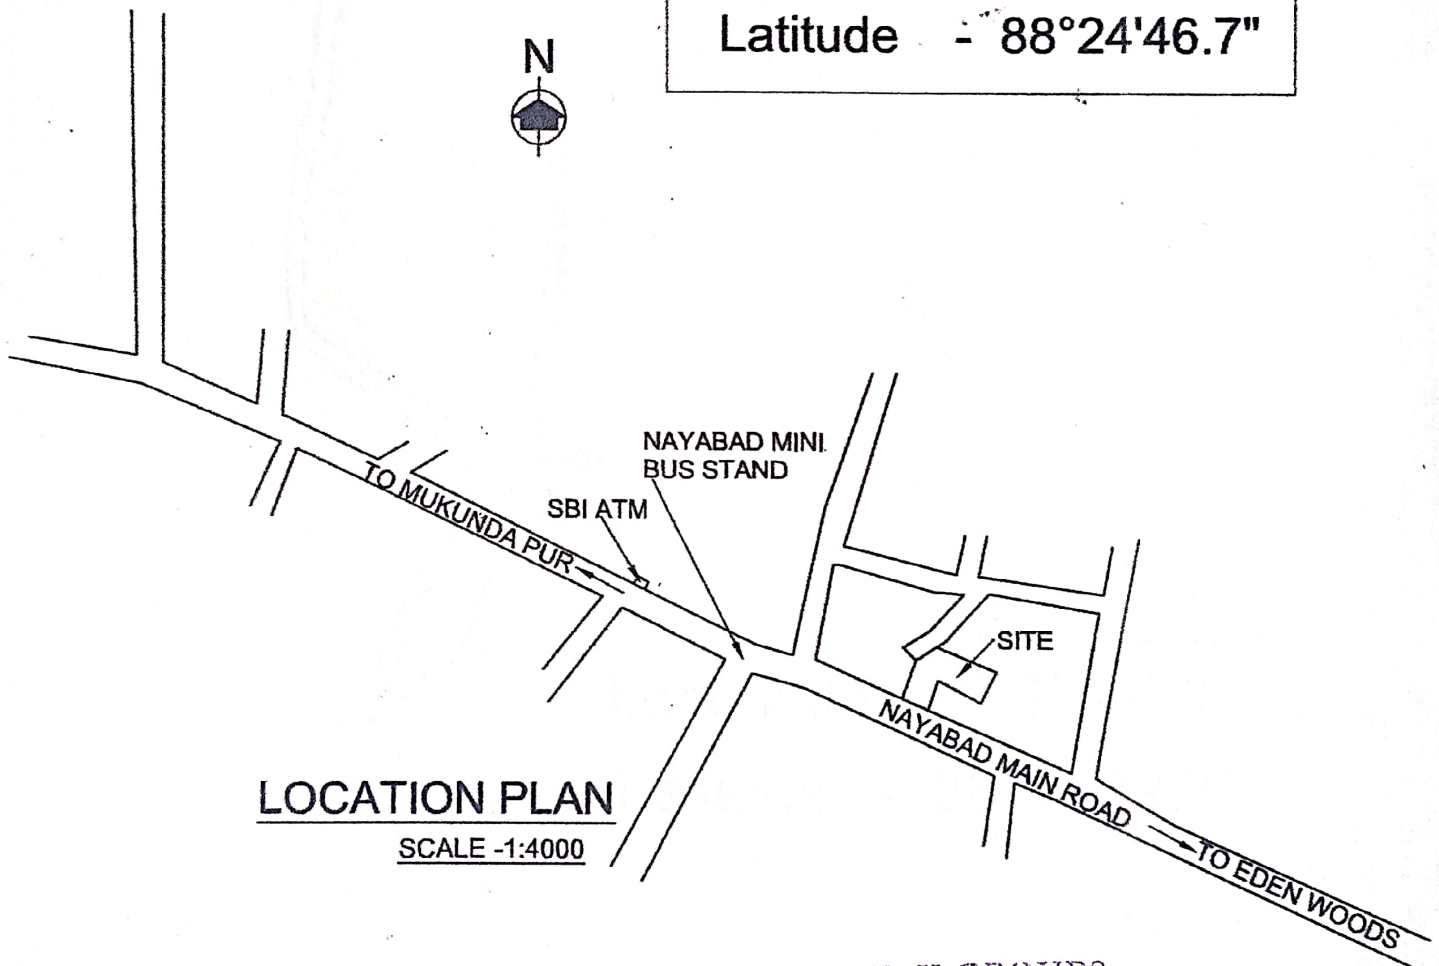 Latitude - 88°24'46.7"
N
NAYABAD MINI
BUS STAND
SBI ATM
TO MUKUNDA PUR
SITE
NAYABAD MAIN ROAD
TO EDEN WOODS
LOCATION PLAN
SCALE -1:4000